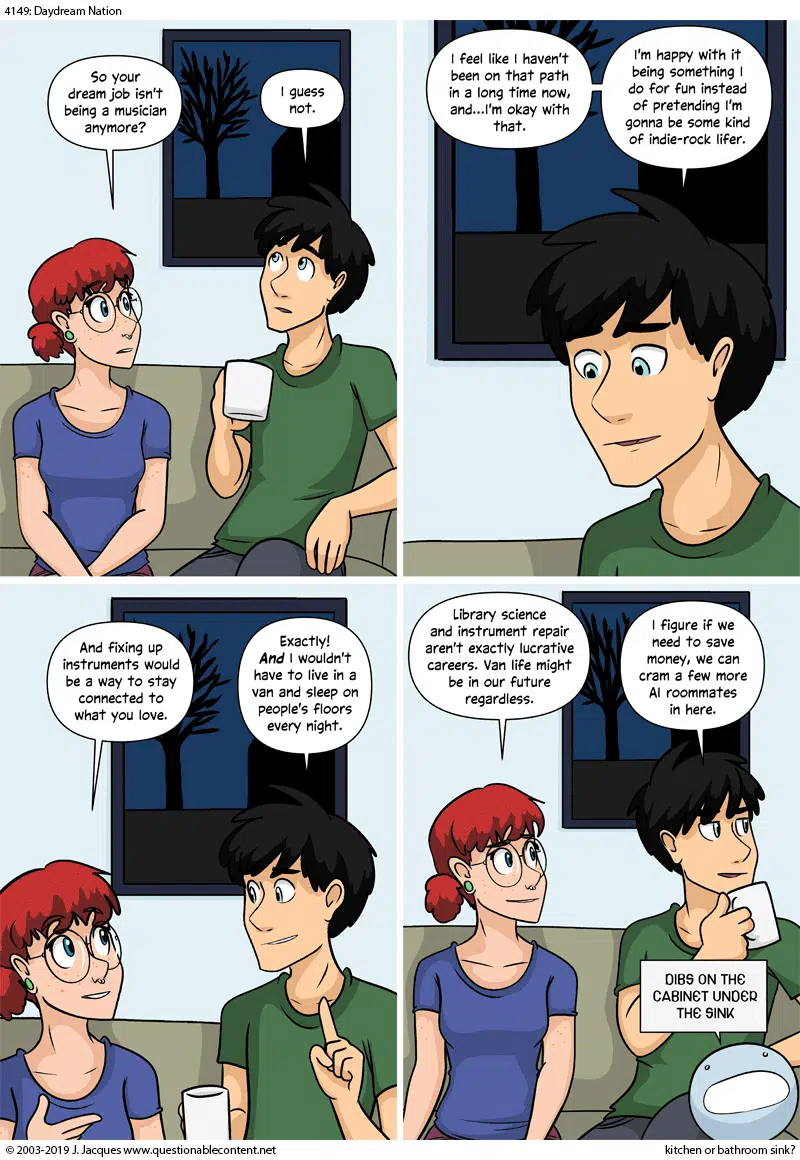 4149: Daydream Nation
So your
dream job isn't
being a musician
anymore?
I guess
not.
I feel like I haven't
been on that path
in a long time now,
and...I'm okay with
that.
I'm happy with it
being something I
do for fun instead
of pretending I'm
gonna be some kind
of indie-rock lifer.
And fixing up
instruments would
be a way to stay
connected to
what you love.
Exactly!
And I wouldn't
have to live in a
van and sleep on
people's floors
every night.
Library science
and instrument repair
aren't exactly lucrative
careers. Van life might
be in our future
regardless.
I figure if we
need to save
money, we can
cram a few more
AI roommates
in here.
DIBS ON THE
CABINET UNDER
THE SINK
© 2003-2019 J. Jacques www.questionablecontent.net
kitchen or bathroom sink?